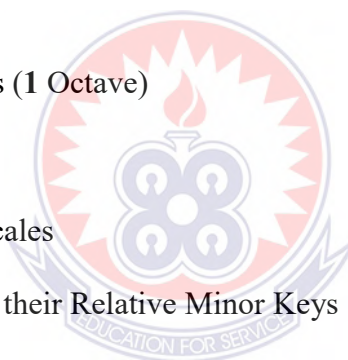 s (1 Octave)
cales
their Relative Minor Keys
EDUCATION FOR SERVICE